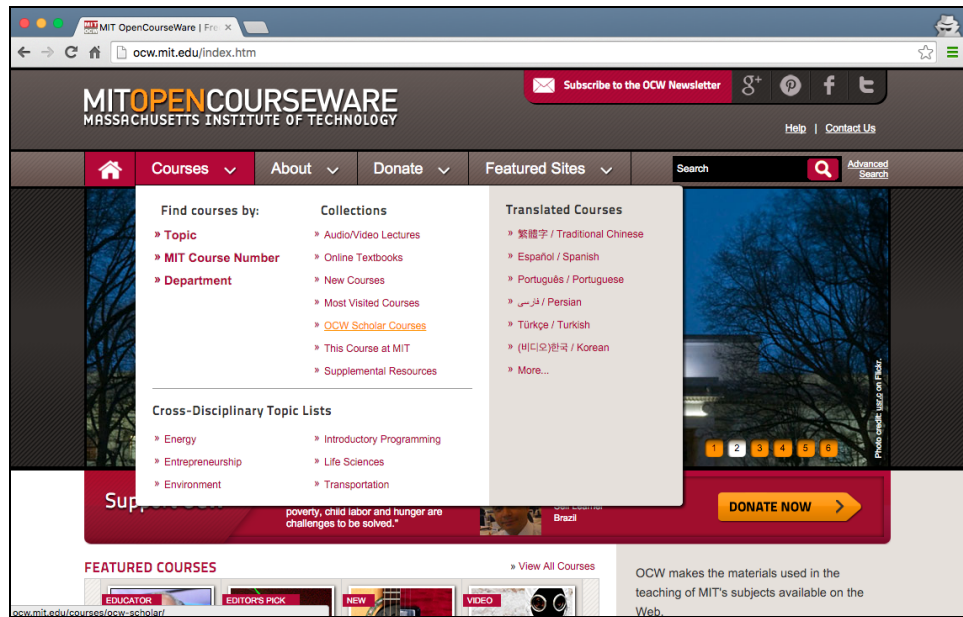 MIT OpenCourseWare | Fre
ocw.mit.edu/index.htm
Subscribe to the OCW Newsletter
MITOPENCOURSEWARE
MASSACHUSETTS INSTITUTE OF TECHNOLOGY
Help | Contact Us
Courses About Donate Featured Sites Search Advanced Search
Find courses by:
» Topic
» MIT Course Number
» Department
Collections
» Audio/Video Lectures
» Online Textbooks
» New Courses
» Most Visited Courses
» OCW Scholar Courses
» This Course at MIT
» Supplemental Resources
Translated Courses
» 繁體字 / Traditional Chinese
» Español / Spanish
» Português / Portuguese
» فارسی / Persian
» Türkçe / Turkish
» (비디오)한국 / Korean
» More...
Cross-Disciplinary Topic Lists
» Energy
» Entrepreneurship
» Environment
» Introductory Programming
» Life Sciences
» Transportation
Photo credit: usr.c on Flickr.
1 2 3 4 5 6
poverty, child labor and hunger are
challenges to be solved."
Brazil
DONATE NOW
FEATURED COURSES
» View All Courses
EDUCATOR
EDITOR'S PICK
NEW
VIDEO
OCW makes the materials used in the
teaching of MIT's subjects available on the
Web.
ocw.mit.edu/courses/ocw-scholar/